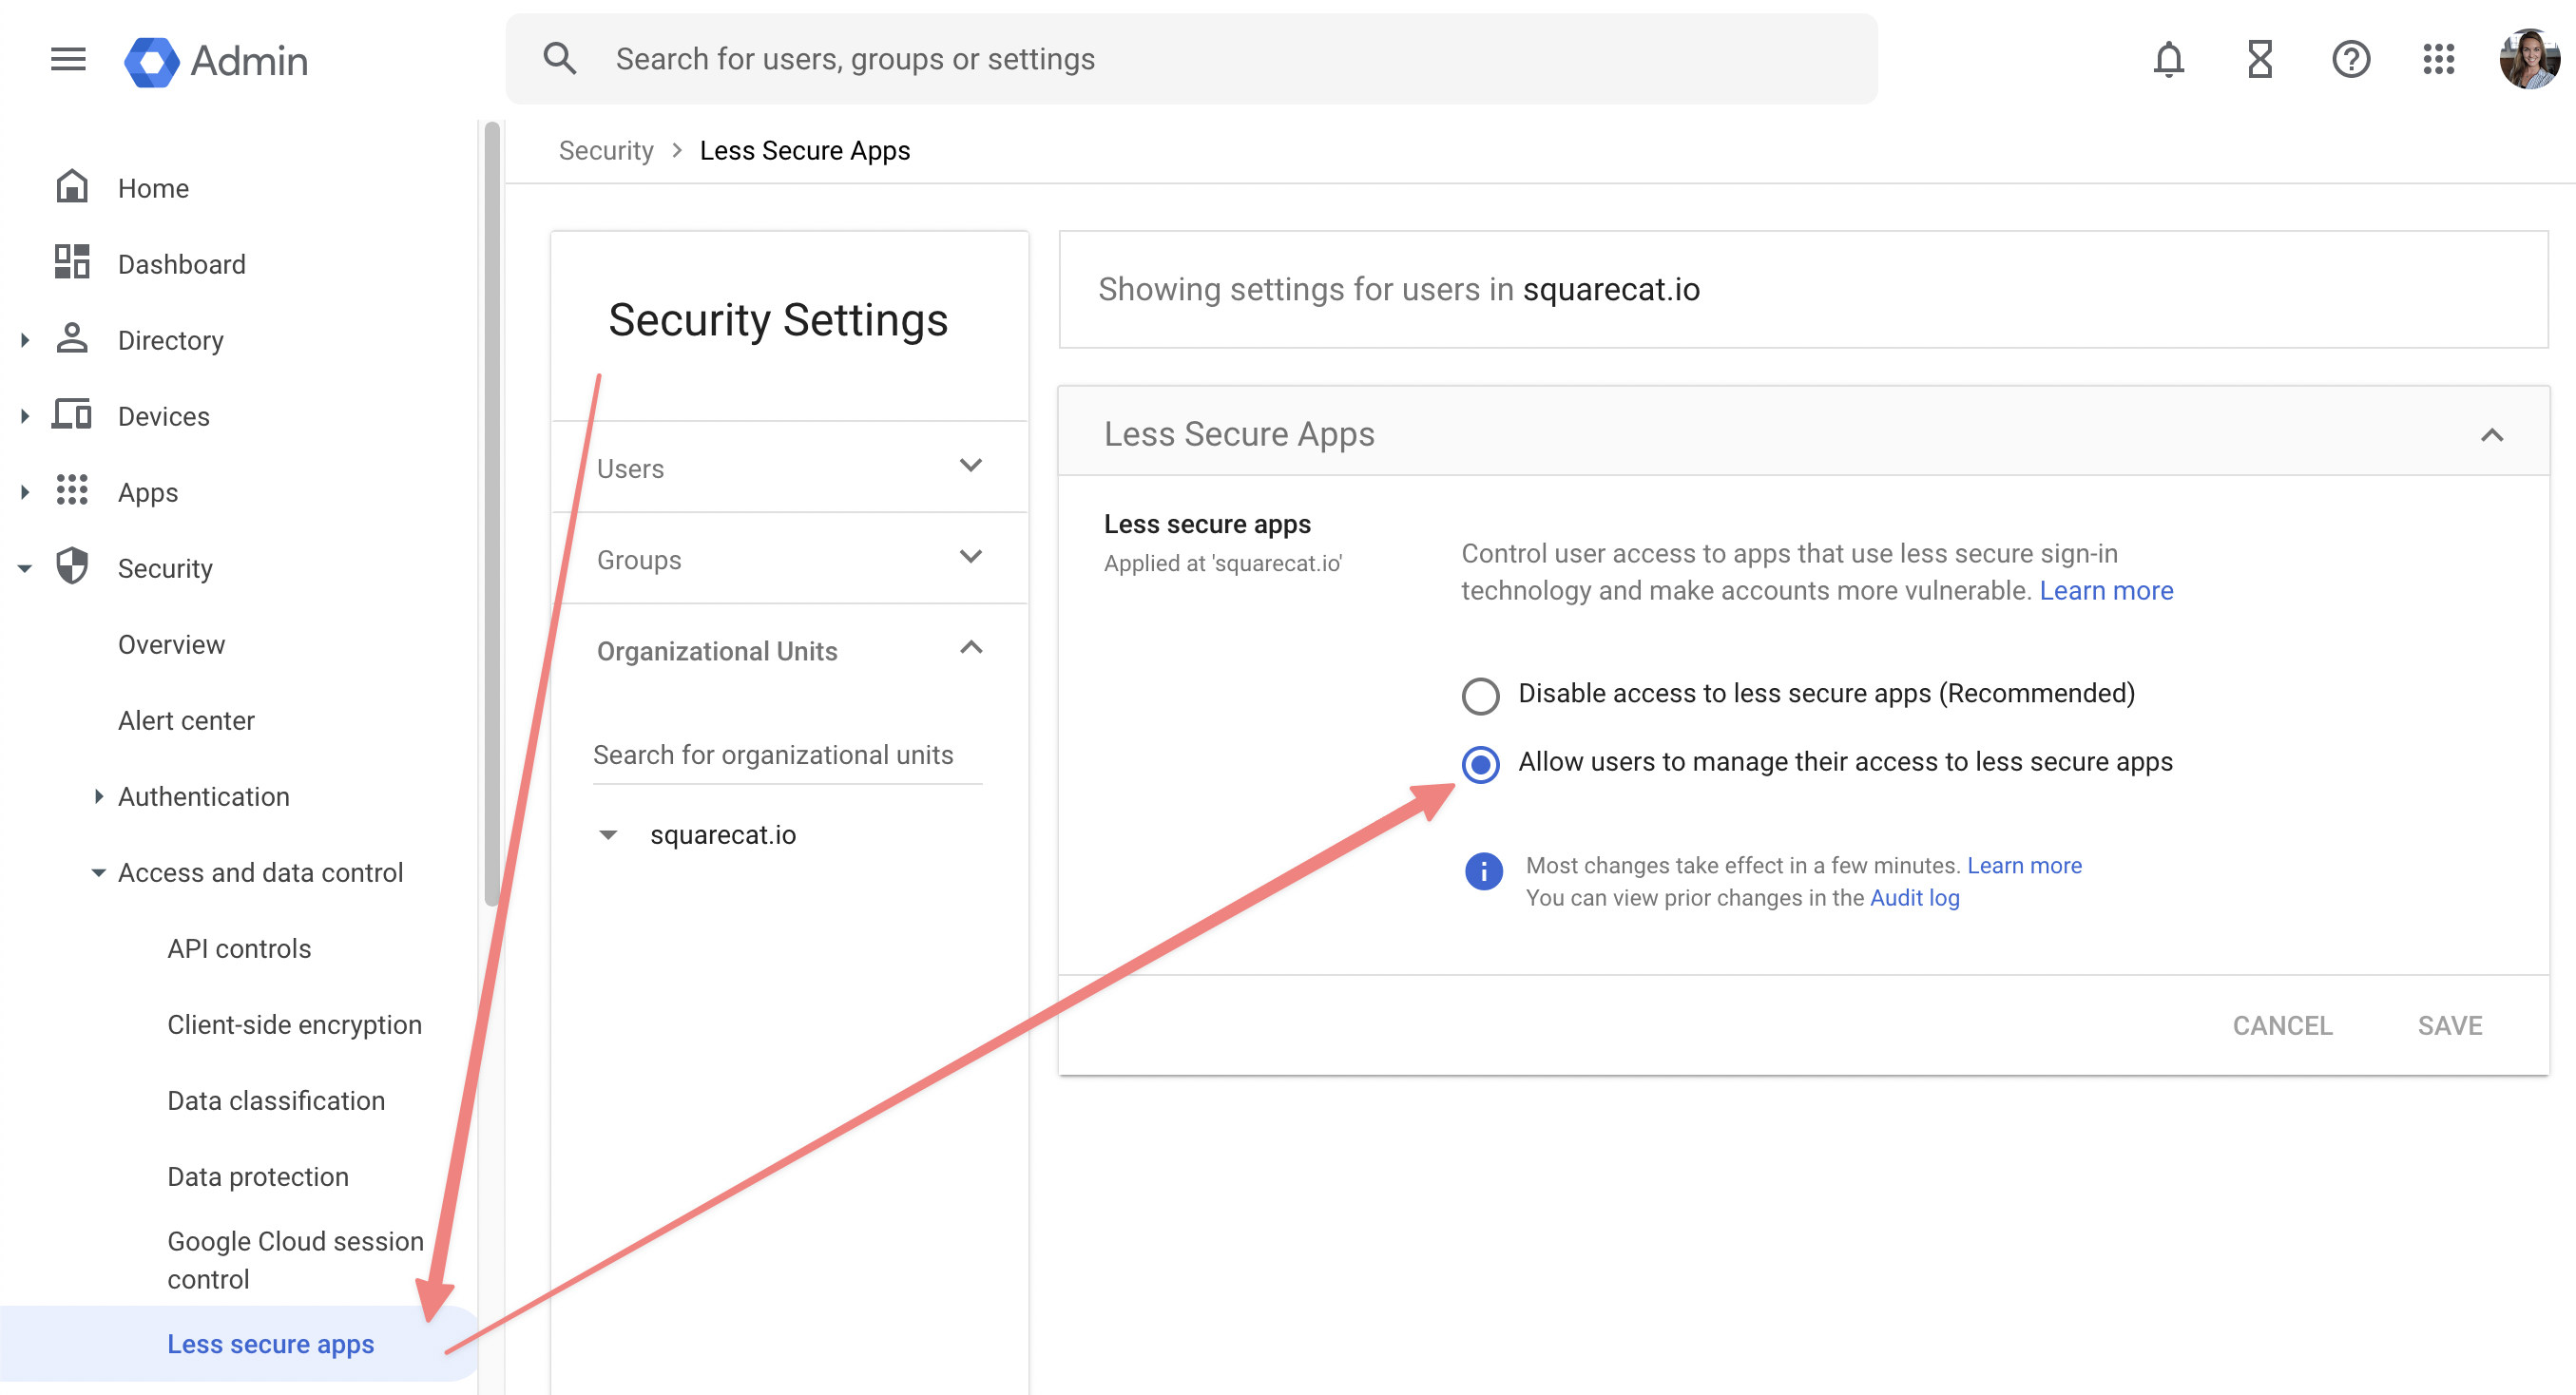 Admin
Search for users, groups or settings
Home
Dashboard
Directory
Devices
Apps
Security
Overview
Alert center
Authentication
Access and data control
API controls
Client-side encryption
Data classification
Data protection
Google Cloud session
control
Less secure apps
Security > Less Secure Apps
Security Settings
Users
Groups
Organizational Units
Search for organizational units
squarecat.io
Showing settings for users in squarecat.io
Less Secure Apps
Less secure apps
Applied at 'squarecat.io'
Control user access to apps that use less secure sign-in
technology and make accounts more vulnerable. Learn more
Disable access to less secure apps (Recommended)
Allow users to manage their access to less secure apps
Most changes take effect in a few minutes. Learn more
You can view prior changes in the Audit log
CANCEL
SAVE